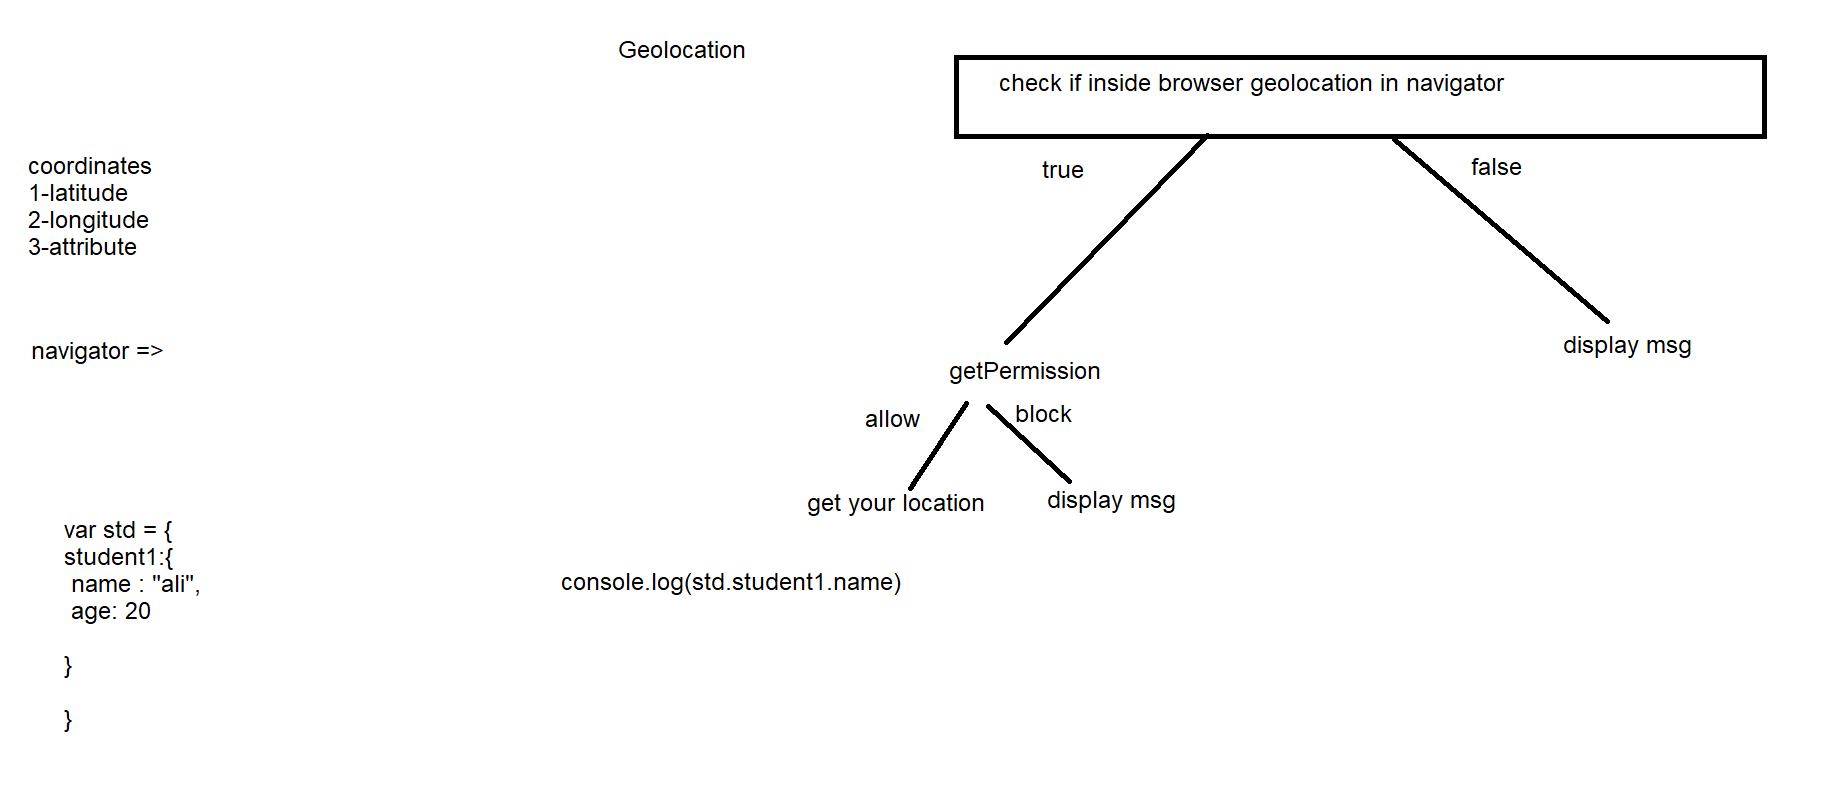 Geolocation
check if inside browser geolocation in navigator
true
false
coordinates
1-latitude
2-longitude
3-attribute
navigator =>
getPermission
display msg
allow
block
get your location
display msg
var std = {
student1:{
name : "ali",
age: 20
}
}
console.log(std.student1.name)